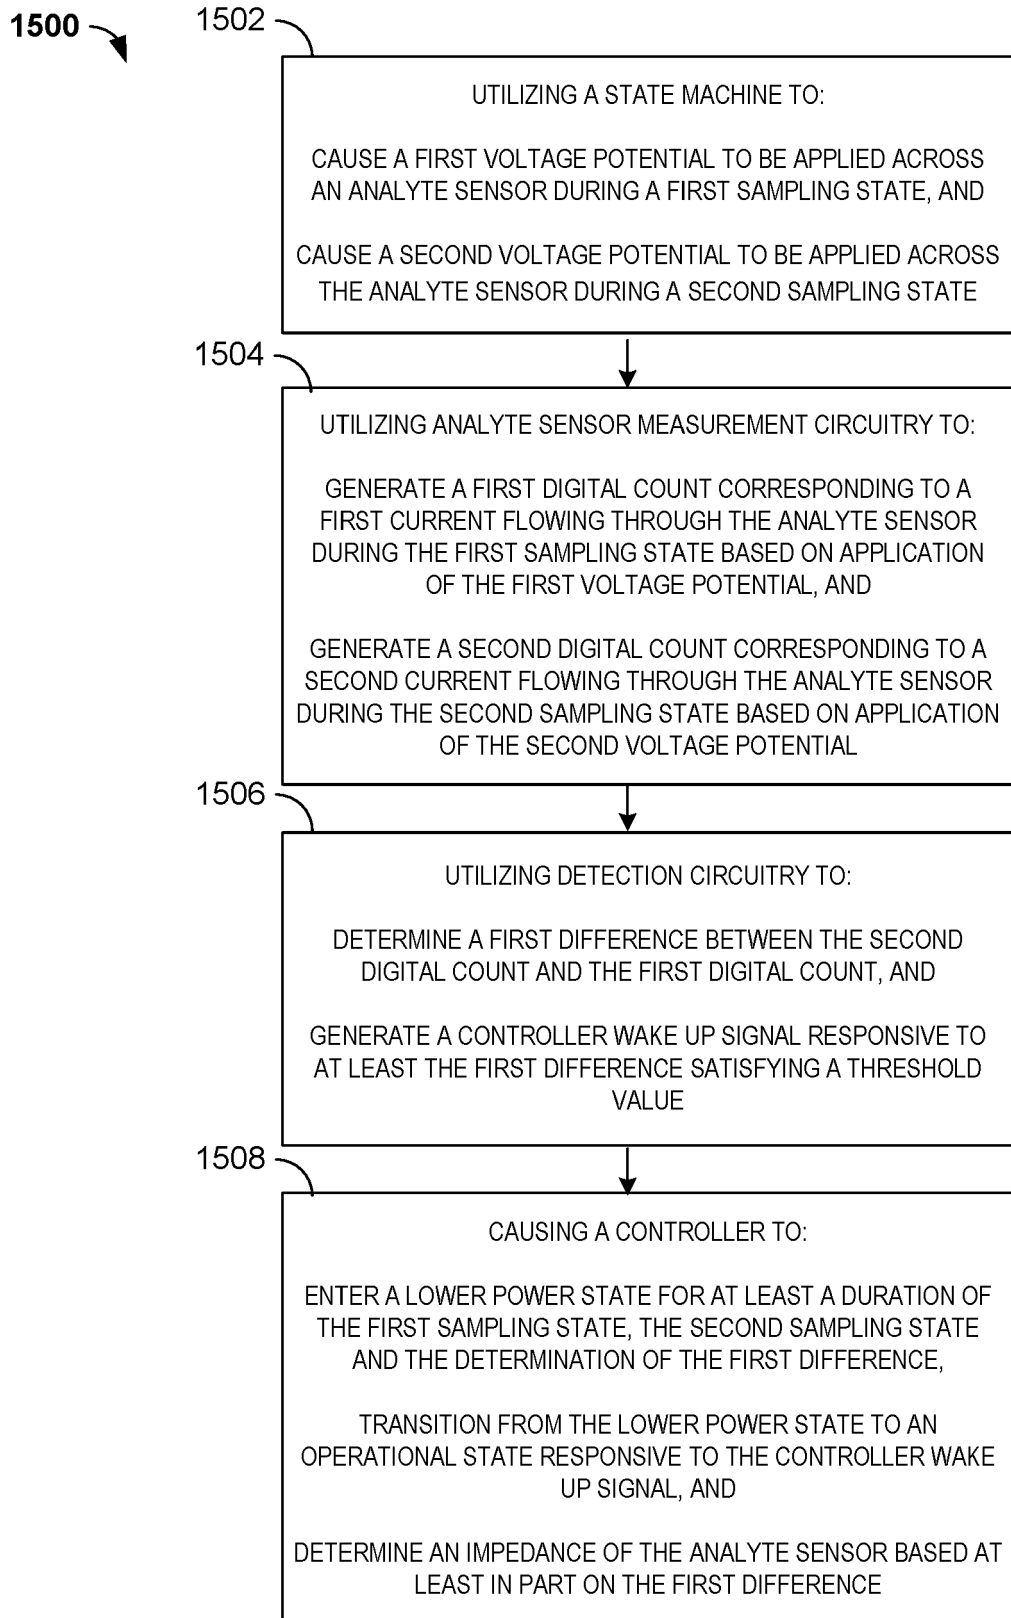 1500
1502
UTILIZING A STATE MACHINE TO:
CAUSE A FIRST VOLTAGE POTENTIAL TO BE APPLIED ACROSS
AN ANALYTE SENSOR DURING A FIRST SAMPLING STATE, AND
CAUSE A SECOND VOLTAGE POTENTIAL TO BE APPLIED ACROSS
THE ANALYTE SENSOR DURING A SECOND SAMPLING STATE
1504
UTILIZING ANALYTE SENSOR MEASUREMENT CIRCUITRY TO:
GENERATE A FIRST DIGITAL COUNT CORRESPONDING TO A
FIRST CURRENT FLOWING THROUGH THE ANALYTE SENSOR
DURING THE FIRST SAMPLING STATE BASED ON APPLICATION
OF THE FIRST VOLTAGE POTENTIAL, AND
GENERATE A SECOND DIGITAL COUNT CORRESPONDING TO A
SECOND CURRENT FLOWING THROUGH THE ANALYTE SENSOR
DURING THE SECOND SAMPLING STATE BASED ON APPLICATION
OF THE SECOND VOLTAGE POTENTIAL
1506
UTILIZING DETECTION CIRCUITRY TO:
DETERMINE A FIRST DIFFERENCE BETWEEN THE SECOND
DIGITAL COUNT AND THE FIRST DIGITAL COUNT, AND
GENERATE A CONTROLLER WAKE UP SIGNAL RESPONSIVE TO
AT LEAST THE FIRST DIFFERENCE SATISFYING A THRESHOLD
VALUE
1508
CAUSING A CONTROLLER TO:
ENTER A LOWER POWER STATE FOR AT LEAST A DURATION OF
THE FIRST SAMPLING STATE, THE SECOND SAMPLING STATE
AND THE DETERMINATION OF THE FIRST DIFFERENCE,
TRANSITION FROM THE LOWER POWER STATE TO AN
OPERATIONAL STATE RESPONSIVE TO THE CONTROLLER WAKE
UP SIGNAL, AND
DETERMINE AN IMPEDANCE OF THE ANALYTE SENSOR BASED AT
LEAST IN PART ON THE FIRST DIFFERENCE